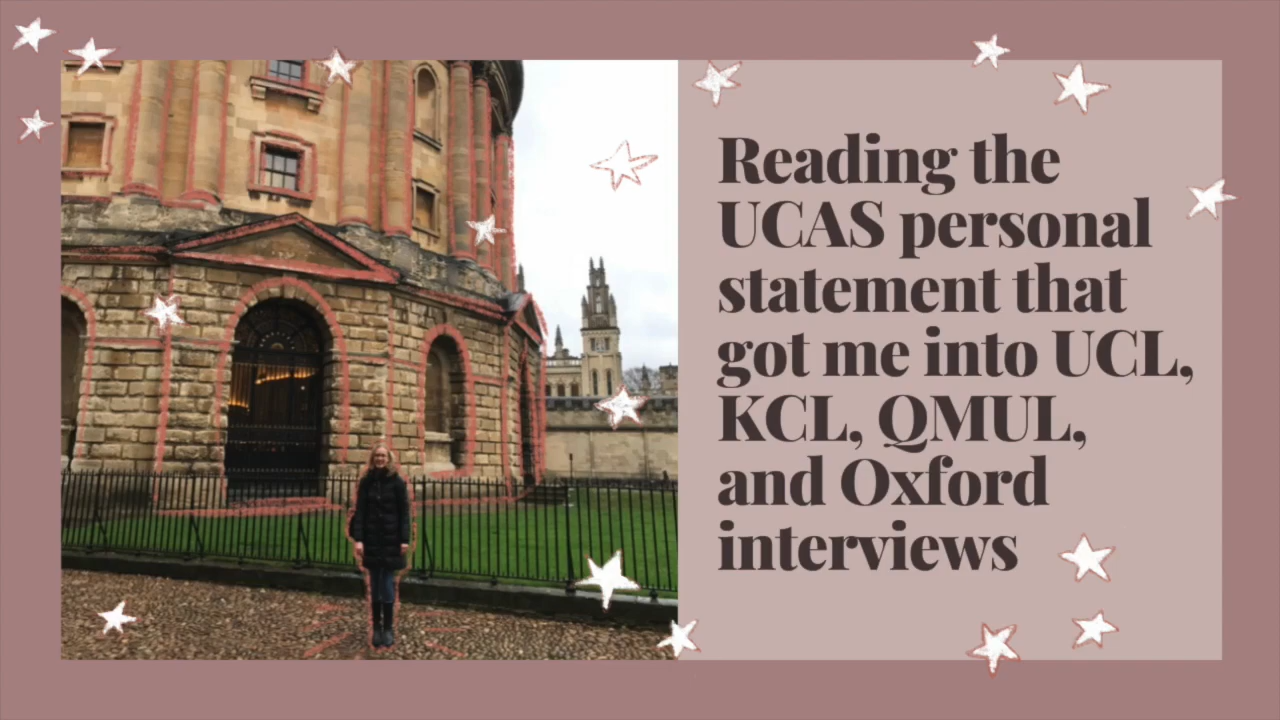 Reading the
UCAS personal
statement that
got me into UCL,
KCL, QMUL,
and Oxford
interviews